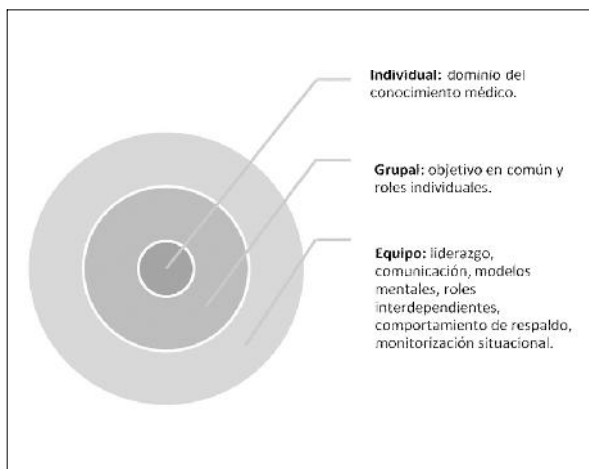 Individual: dominio del
conocimiento médico.
Grupal: objetivo en común y
roles individuales.
Equipo: liderazgo,
comunicación, modelos
mentales, roles
interdependientes,
comportamiento de respaldo,
monitorización situacional.